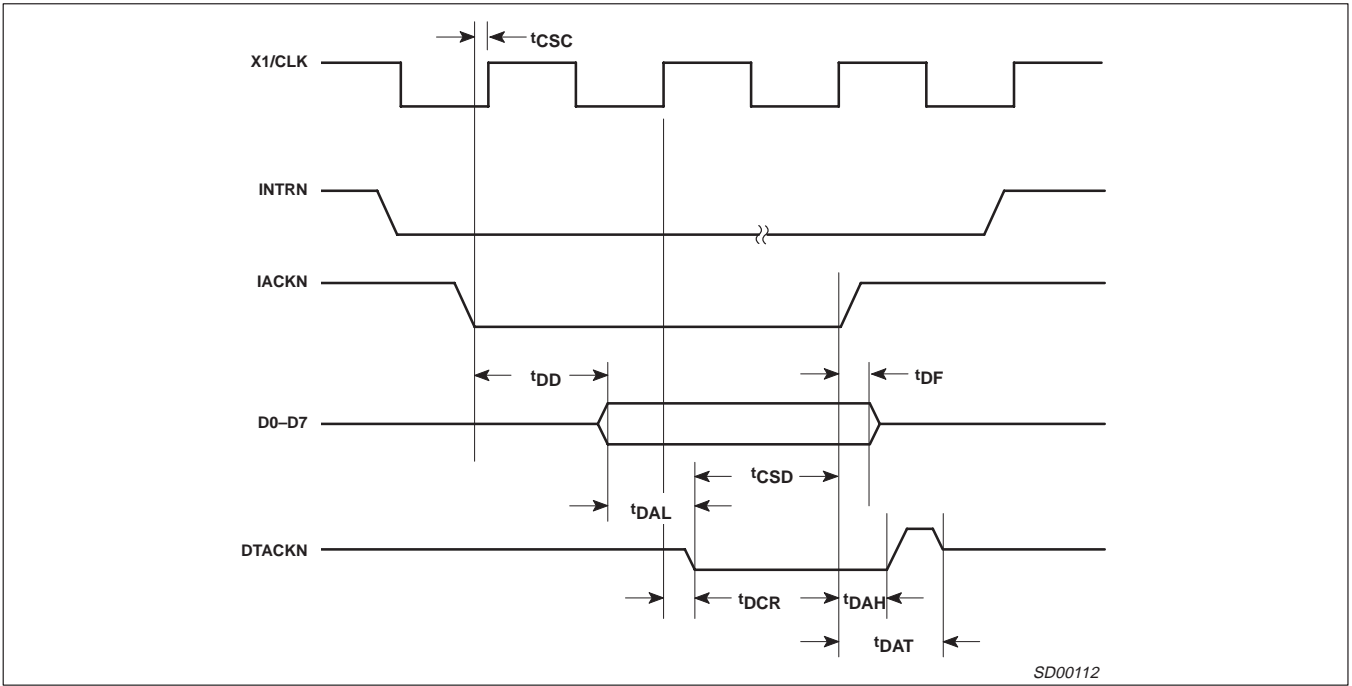 tCSC
X1/CLK
INTRN
IACKN
tDD
tDF
D0–D7
tCSD
tDAL
DTACKN
tDCR
tDAH
tDAT
SD00112